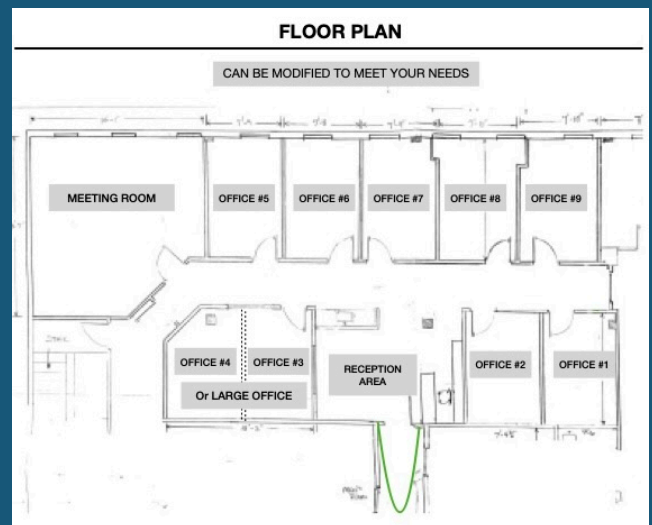 FLOOR PLAN
CAN BE MODIFIED TO MEET YOUR NEEDS
MEETING ROOM
OFFICE #5
OFFICE #6
OFFICE #7
OFFICE #8
OFFICE #9
OFFICE #4
OFFICE #3
Or LARGE OFFICE
RECEPTION
AREA
OFFICE #2
OFFICE #1